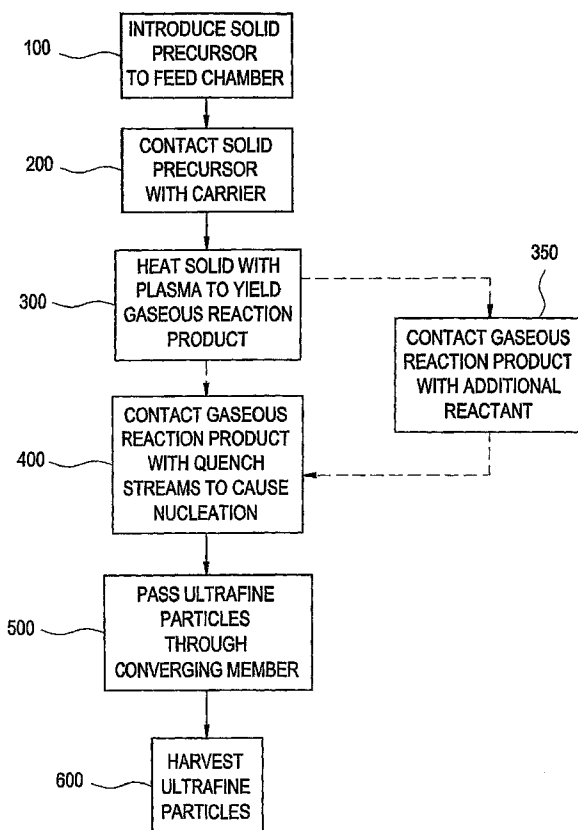 100
INTRODUCE SOLID
PRECURSOR
TO FEED CHAMBER
200
CONTACT SOLID
PRECURSOR
WITH CARRIER
300
HEAT SOLID WITH
PLASMA TO YIELD
GASEOUS REACTION
PRODUCT
350
CONTACT GASEOUS
REACTION PRODUCT
WITH ADDITIONAL
REACTANT
400
CONTACT GASEOUS
REACTION PRODUCT
WITH QUENCH
STREAMS TO CAUSE
NUCLEATION
500
PASS ULTRAFINE
PARTICLES
THROUGH
CONVERGING MEMBER
600
HARVEST
ULTRAFINE
PARTICLES